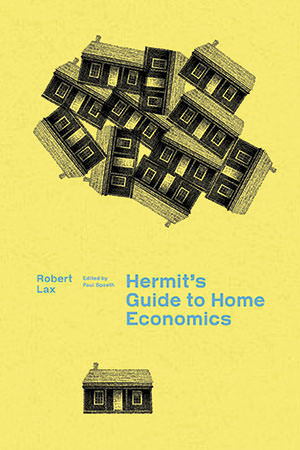 Robert
Lax
Edited by
Paul Spaeth
Hermit's
Guide to Home
Economics